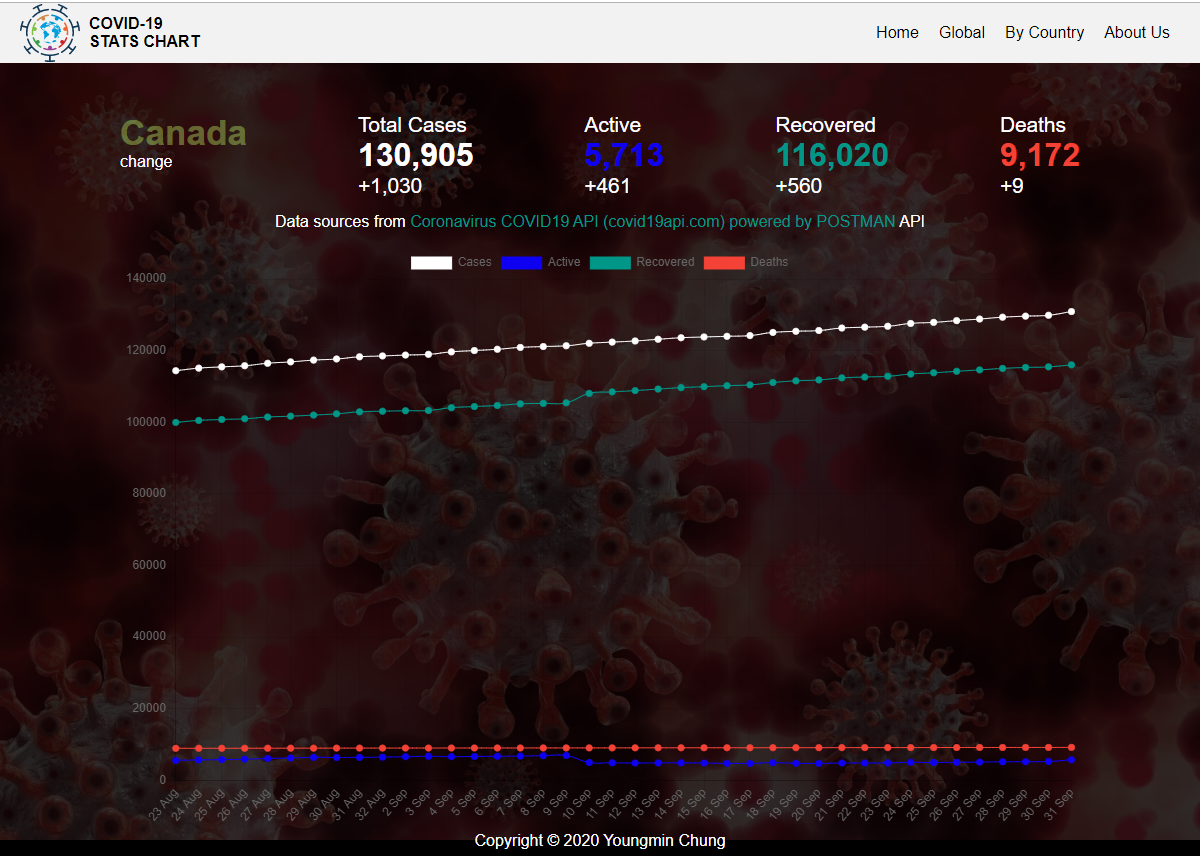 COVID-19
STATS CHART
Home
Global
By Country
About Us
Canada
change
Total Cases
130,905
+1,030
Active
5,713
+461
Recovered
116,020
+560
Deaths
9,172
+9
Data sources from Coronavirus COVID19 API (covid19api.com) powered by POSTMAN API
Cases
Active
Recovered
Deaths
140000
120000
100000
80000
60000
40000
20000
0
23 Aug
24 Aug
25 Aug
26 Aug
27 Aug
28 Aug
29 Aug
30 Aug
31 Aug
32 Aug
2 Sep
3 Sep
4 Sep
5 Sep
6 Sep
7 Sep
8 Sep
9 Sep
10 Sep
11 Sep
12 Sep
13 Sep
14 Sep
15 Sep
16 Sep
17 Sep
18 Sep
19 Sep
20 Sep
21 Sep
22 Sep
23 Sep
24 Sep
25 Sep
26 Sep
27 Sep
28 Sep
29 Sep
30 Sep
31 Sep
Copyright © 2020 Youngmin Chung